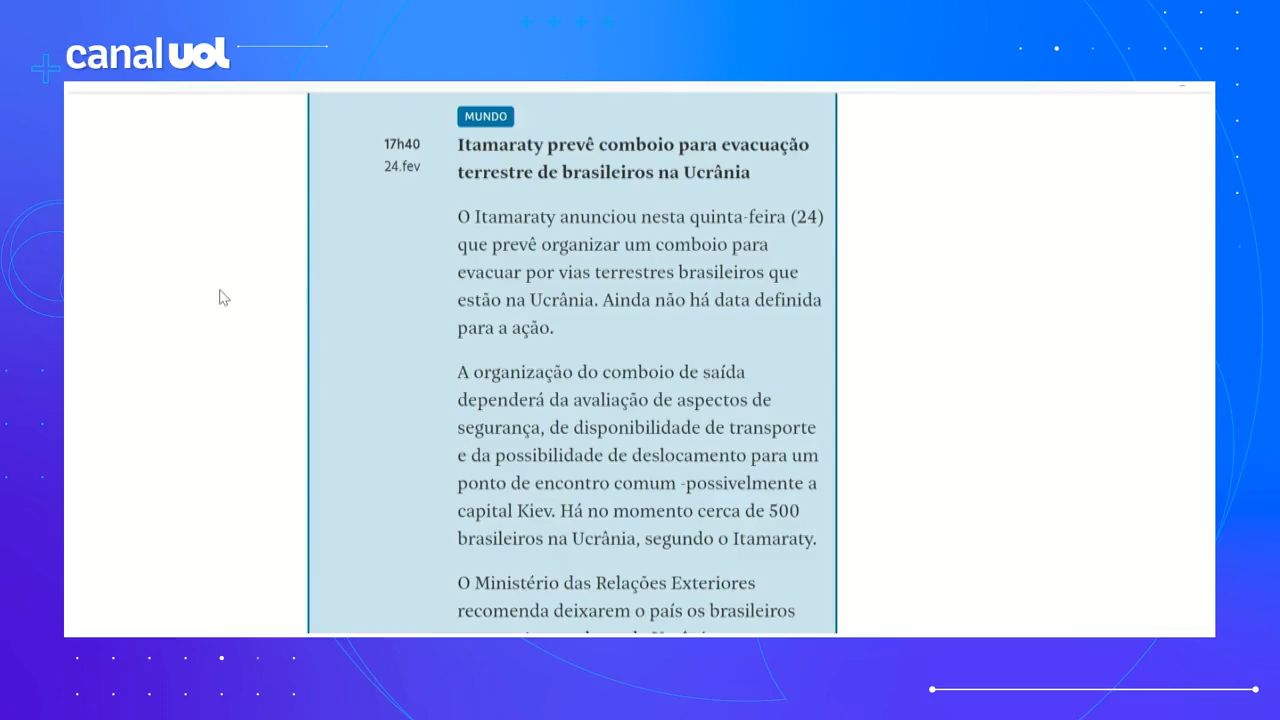 canal uol
MUNDO
17h40
24.fev
Itamaraty prevê comboio para evacuação
terrestre de brasileiros na Ucrânia
O Itamaraty anunciou nesta quinta-feira (24)
que prevê organizar um comboio para
evacuar por vias terrestres brasileiros que
estão na Ucrânia. Ainda não há data definida
para a ação.
A organização do comboio de saída
dependerá da avaliação de aspectos de
segurança, de disponibilidade de transporte
e da possibilidade de deslocamento para um
ponto de encontro comum -possivelmente a
capital Kiev. Há no momento cerca de 500
brasileiros na Ucrânia, segundo o Itamaraty.
O Ministério das Relações Exteriores
recomenda deixarem o país os brasileiros